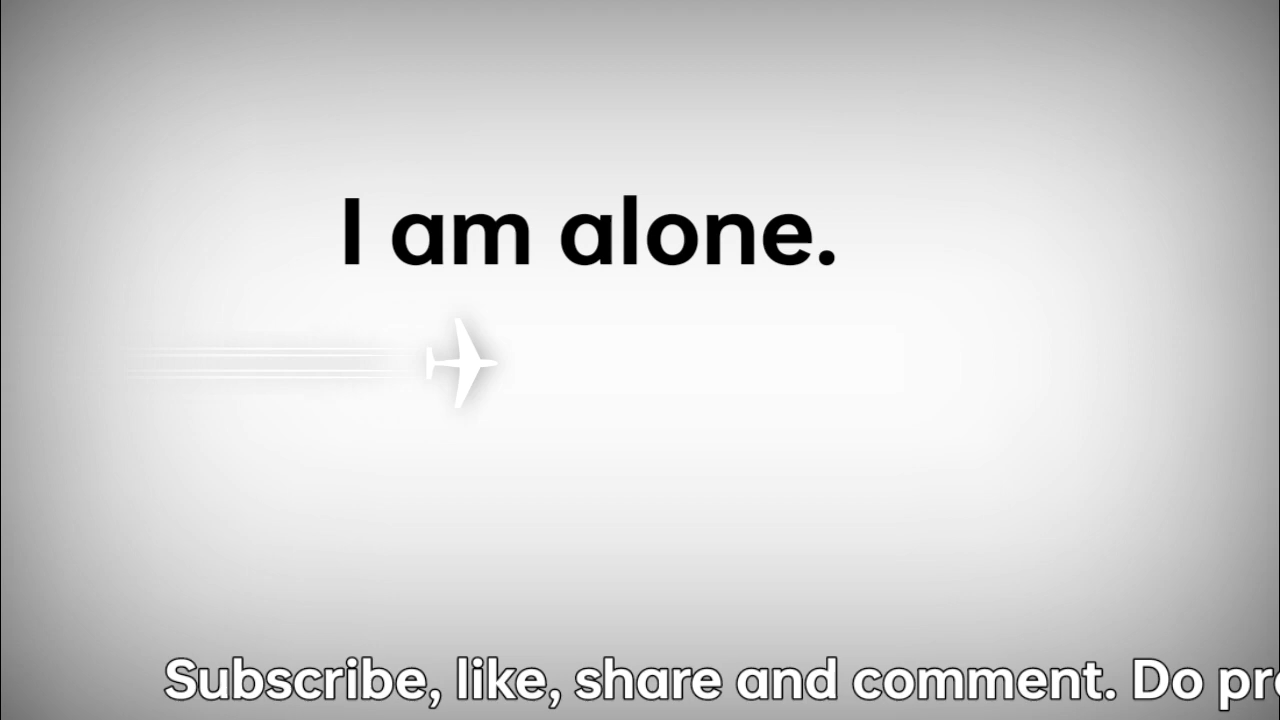 I am alone.
Subscribe, like, share and comment. Do